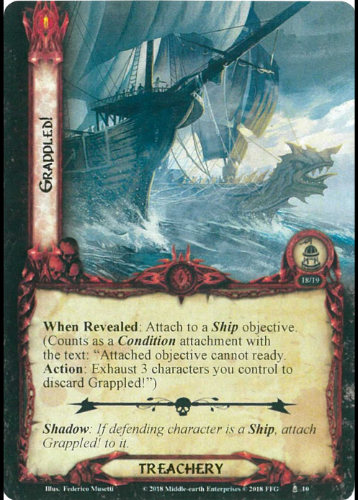 GRAPPLED!
18/19
When Revealed: Attach to a Ship objective.
(Counts as a Condition attachment with
the text: “Attached objective cannot ready.
Action: Exhaust 3 characters you control to
discard Grappled!”)
Shadow: If defending character is a Ship, attach
Grappled! to it.
Illus. Federico Musetti © 2018 Middle-earth Enterprises © 2018 FFG 10
TREACHERY